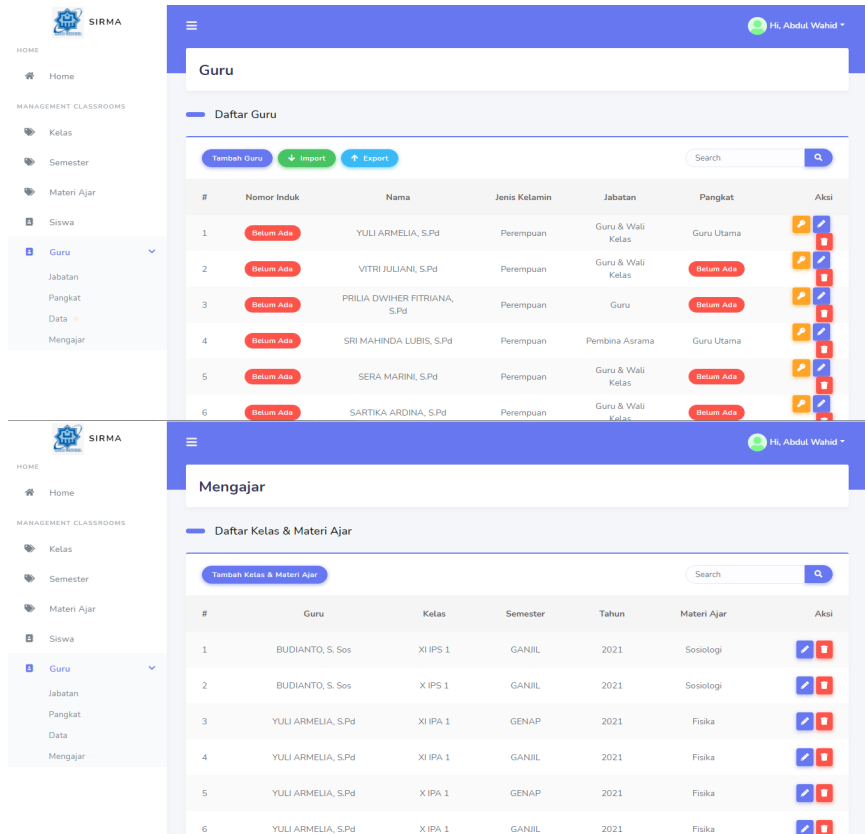 SIRMA
Hi, Abdul Wahid
HOME
Home
MANAGEMENT CLASSROOMS
Kelas
Semester
Materi Ajar
Siswa
Guru
Jabatan
Pangkat
Data
Mengajar
Guru
Daftar Guru
Tambah Guru Import Export Search
# Nomor Induk Nama Jenis Kelamin Jabatan Pangkat Aksi
1 Belum Ada YULI ARMELIA, S.Pd Perempuan Guru & Wali Kelas Guru Utama
2 Belum Ada VITRI JULIANI, S.Pd Perempuan Guru & Wali Kelas Belum Ada
3 Belum Ada PRILIA DWIHER FITRIANA, S.Pd Perempuan Guru Belum Ada
4 Belum Ada SRI MAHINDA LUBIS, S.Pd Perempuan Pembina Asrama Guru Utama
5 Belum Ada SERA MARINI, S.Pd Perempuan Guru & Wali Kelas Belum Ada
6 Belum Ada SARTIKA ARDINA, S.Pd Perempuan Guru & Wali Kelas Belum Ada
SIRMA
Hi, Abdul Wahid
HOME
Home
MANAGEMENT CLASSROOMS
Kelas
Semester
Materi Ajar
Siswa
Guru
Jabatan
Pangkat
Data
Mengajar
Mengajar
Daftar Kelas & Materi Ajar
Tambah Kelas & Materi Ajar Search
# Guru Kelas Semester Tahun Materi Ajar Aksi
1 BUDIANTO, S. Sos XI IPS 1 GANJIL 2021 Sosiologi
2 BUDIANTO, S. Sos X IPS 1 GANJIL 2021 Sosiologi
3 YULI ARMELIA, S.Pd XI IPA 1 GENAP 2021 Fisika
4 YULI ARMELIA, S.Pd XI IPA 1 GANJIL 2021 Fisika
5 YULI ARMELIA, S.Pd X IPA 1 GENAP 2021 Fisika
6 YULI ARMELIA, S.Pd X IPA 1 GANJIL 2021 Fisika